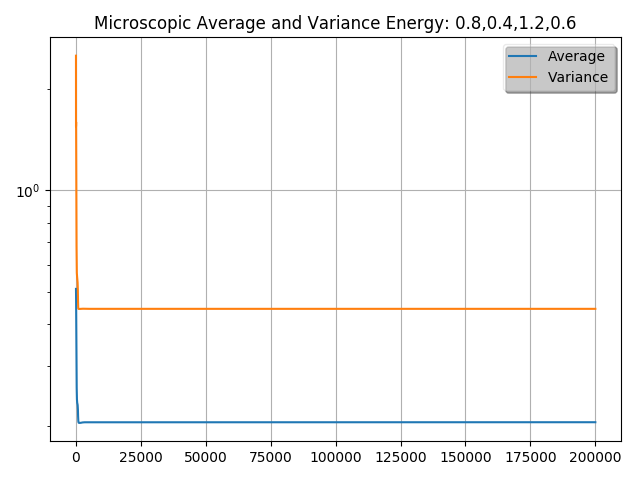 Microscopic Average and Variance Energy: 0.8,0.4,1.2,0.6
Average
Variance
10⁰
0 25000 50000 75000 100000 125000 150000 175000 200000